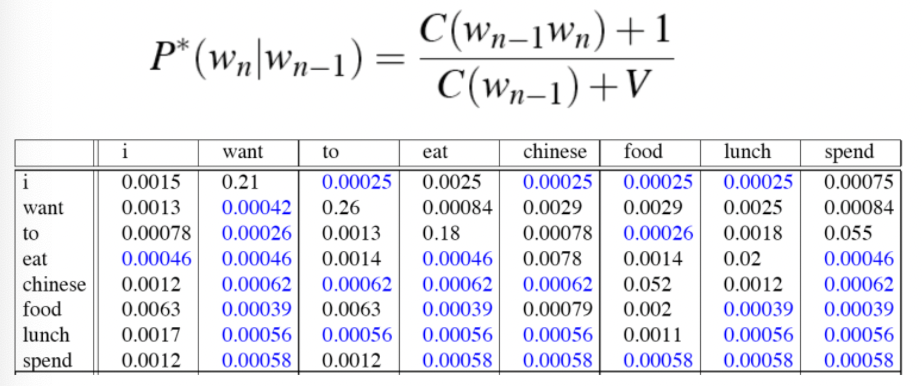 P*(wₙ|wₙ₋₁) = (C(wₙ₋₁wₙ) + 1) / (C(wₙ₋₁) + V)
i want to eat chinese food lunch spend
i 0.0015 0.21 0.00025 0.0025 0.00025 0.00025 0.00025 0.00075
want 0.0013 0.00042 0.26 0.00084 0.0029 0.0029 0.0025 0.00084
to 0.00078 0.00026 0.0013 0.18 0.00078 0.00026 0.0018 0.055
eat 0.00046 0.00046 0.0014 0.00046 0.0078 0.0014 0.02 0.00046
chinese 0.0012 0.00062 0.00062 0.00062 0.00062 0.052 0.0012 0.00062
food 0.0063 0.00039 0.0063 0.00039 0.00079 0.002 0.00039 0.00039
lunch 0.0017 0.00056 0.00056 0.00056 0.00056 0.0011 0.00056 0.00056
spend 0.0012 0.00058 0.0012 0.00058 0.00058 0.00058 0.00058 0.00058